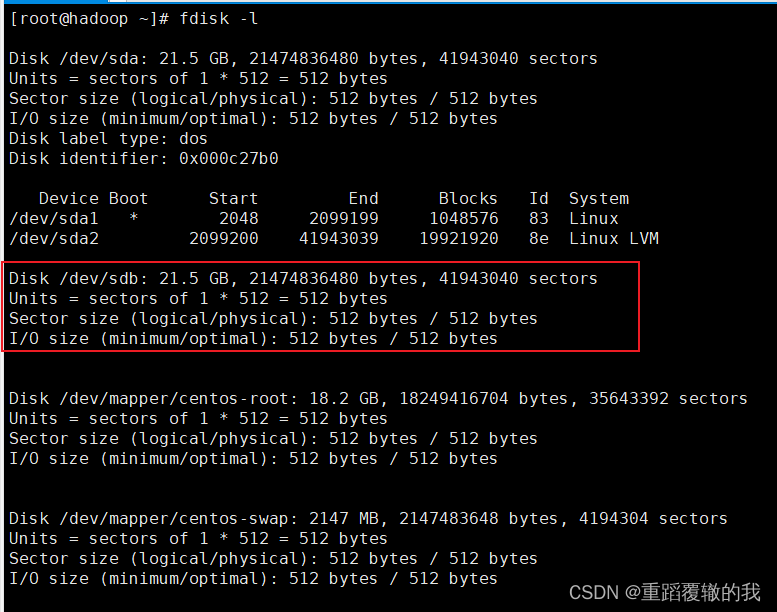 [root@hadoop ~]# fdisk -l
Disk /dev/sda: 21.5 GB, 21474836480 bytes, 41943040 sectors
Units = sectors of 1 * 512 = 512 bytes
Sector size (logical/physical): 512 bytes / 512 bytes
I/O size (minimum/optimal): 512 bytes / 512 bytes
Disk label type: dos
Disk identifier: 0x000c27b0
Device Boot Start End Blocks Id System
/dev/sda1 * 2048 2099199 1048576 83 Linux
/dev/sda2 2099200 41943039 19921920 8e Linux LVM
Disk /dev/sdb: 21.5 GB, 21474836480 bytes, 41943040 sectors
Units = sectors of 1 * 512 = 512 bytes
Sector size (logical/physical): 512 bytes / 512 bytes
I/O size (minimum/optimal): 512 bytes / 512 bytes
Disk /dev/mapper/centos-root: 18.2 GB, 18249416704 bytes, 35643392 sectors
Units = sectors of 1 * 512 = 512 bytes
Sector size (logical/physical): 512 bytes / 512 bytes
I/O size (minimum/optimal): 512 bytes / 512 bytes
Disk /dev/mapper/centos-swap: 2147 MB, 2147483648 bytes, 4194304 sectors
Units = sectors of 1 * 512 = 512 bytes
Sector size (logical/physical): 512 bytes / 512 bytes
I/O size (minimum/optimal): 512 bytes / 512 bytes
CSDN @重蹈覆辙的我